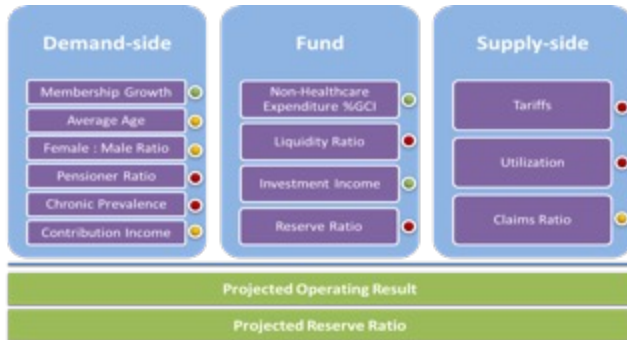 Demand-side
Membership Growth
Average Age
Female : Male Ratio
Pensioner Ratio
Chronic Prevalence
Contribution Income
Fund
Non-Healthcare
Expenditure %GCI
Liquidity Ratio
Investment Income
Reserve Ratio
Supply-side
Tariffs
Utilization
Claims Ratio
Projected Operating Result
Projected Reserve Ratio